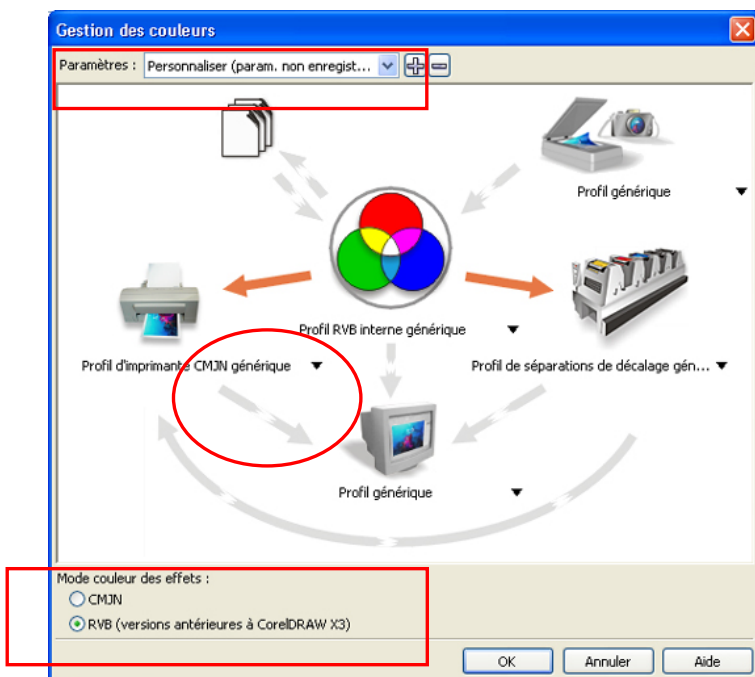 Gestion des couleurs
Paramètres : Personnaliser (param. non enregist...
Profil générique
Profil RVB interne générique
Profil d'imprimante CMJN générique
Profil de séparations de décalage gén...
Profil générique
Mode couleur des effets :
CMJN
RVB (versions antérieures à CorelDRAW X3)
OK
Annuler
Aide